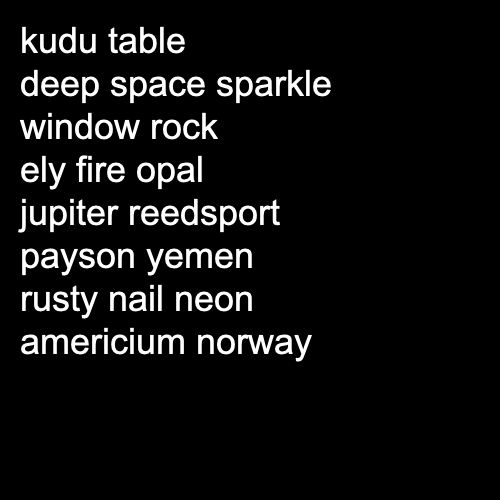 kudu table
deep space sparkle
window rock
ely fire opal
jupiter reedsport
payson yemen
rusty nail neon
americium norway